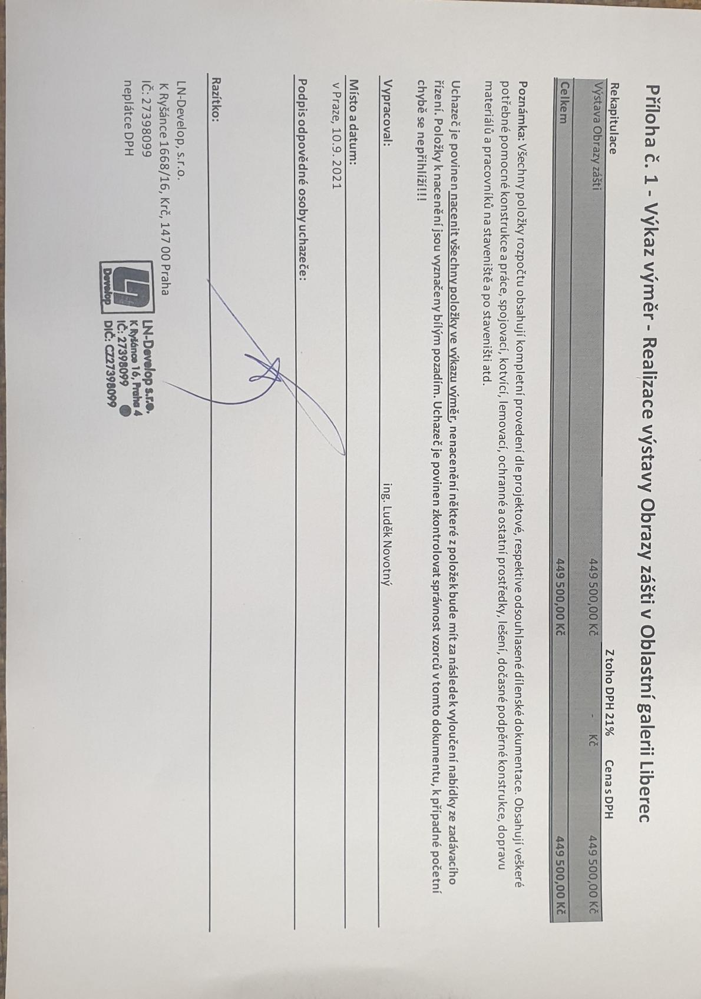 Příloha č. 1 - Výkaz výměr - Realizace výstavy Obrazy zášti v Oblastní galerii Liberec
Rekapitulace Z toho DPH 21% Cena s DPH
Výstava Obrazy zášti 449 500,00 Kč - Kč 449 500,00 Kč
Celkem 449 500,00 Kč 449 500,00 Kč
Poznámka: Všechny položky rozpočtu obsahují kompletní provedení dle projektové, respektive odsouhlasené dílenské dokumentace. Obsahují veškeré
potřebné pomocné konstrukce a práce, spojovací, kotvící, lemovací, ochranné a ostatní prostředky, lešení, dočasné podpěrné konstrukce, dopravu
materiálů a pracovníků na staveniště a po staveništi atd.
Uchazeč je povinen nacenit všechny položky ve výkazu výměr, nenacenění některé z položek bude mít za následek vyloučení nabídky ze zadávacího
řízení. Položky k nacenění jsou vyznačeny bílým pozadím. Uchazeč je povinen zkontrolovat správnost vzorců v tomto dokumentu, k případné početní
chybě se nepřihlíží!!!
Vypracoval: ing. Luděk Novotný
Místo a datum:
v Praze, 10.9. 2021
Podpis odpovědné osoby uchazeče:
Razítko:
LN-Develop, s.r.o.
K Ryšánce 1668/16, Krč, 147 00 Praha
IČ: 27398099
neplátce DPH
LN Develop
LN-Develop s.r.o.
K Ryšánce 16, Praha 4
IČ: 27398099
DIČ: CZ27398099